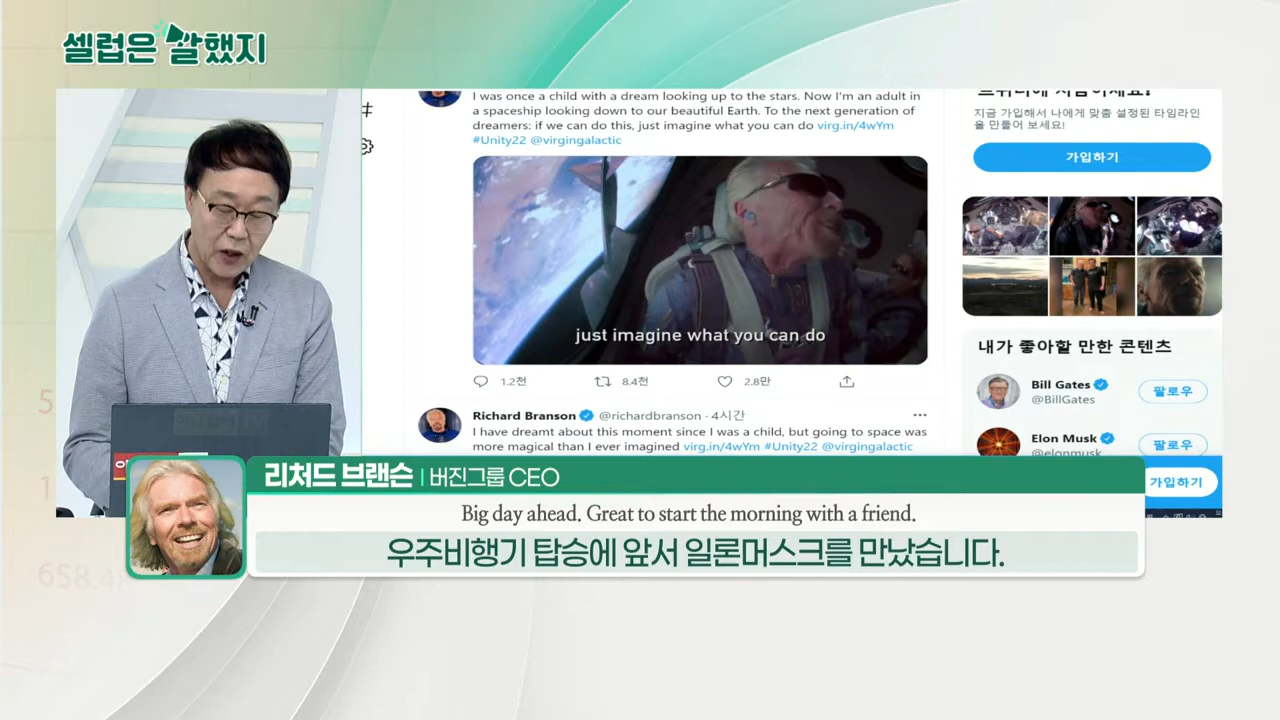 셀럽은 말했지
I was once a child with a dream looking up to the stars. Now I'm an adult in
a spaceship looking down to our beautiful Earth. To the next generation of
dreamers: if we can do this, just imagine what you can do virg.in/4wYm
#Unity22 @virgingalactic
just imagine what you can do
1.2천 8.4천 2.8만
Richard Branson @richardbranson · 4시간
I have dreamt about this moment since I was a child, but going to space was
more magical than I ever imagined virg.in/4wYm #Unity22 @virgingalactic
지금 가입해서 나에게 맞춤 설정된 타임라인
을 만들어 보세요!
가입하기
내가 좋아할 만한 콘텐츠
Bill Gates
@BillGates
팔로우
Elon Musk
@elonmusk
팔로우
가입하기
리처드 브랜슨 | 버진그룹 CEO
Big day ahead. Great to start the morning with a friend.
우주비행기 탑승에 앞서 일론머스크를 만났습니다.